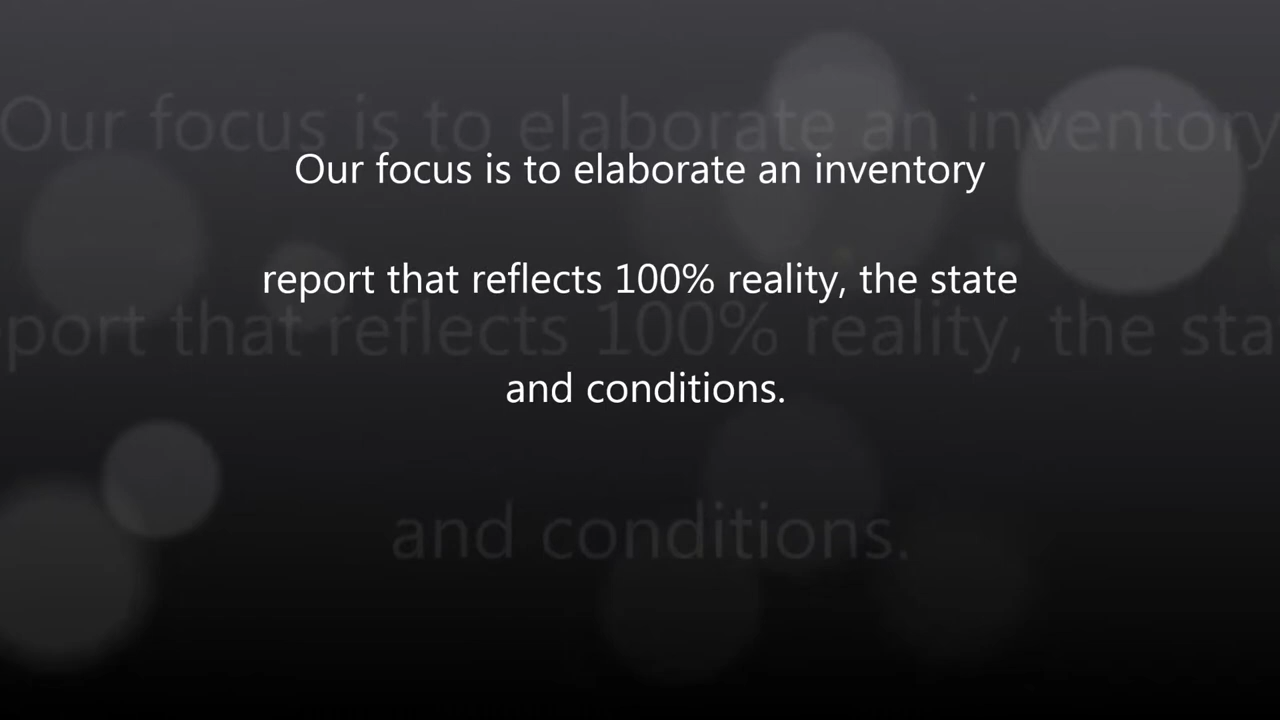 Our focus is to elaborate an inventory
report that reflects 100% reality, the state
and conditions.